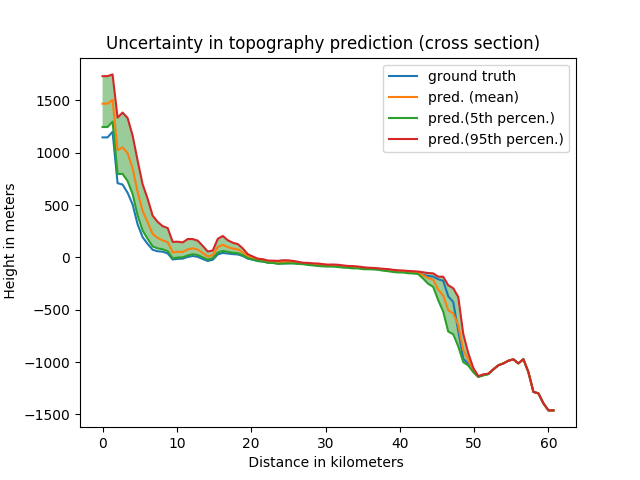 Uncertainty in topography prediction (cross section)
ground truth
pred. (mean)
pred.(5th percen.)
pred.(95th percen.)
Height in meters
1500
1000
500
0
−500
−1000
−1500
0 10 20 30 40 50 60
Distance in kilometers